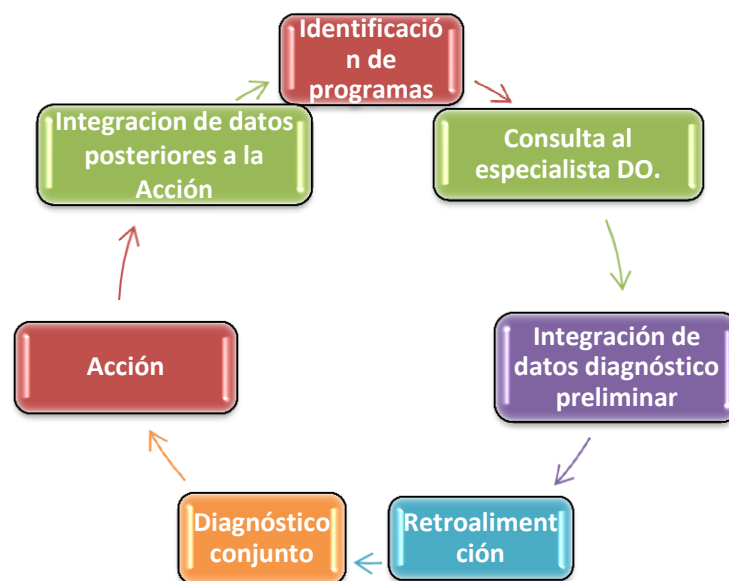 Identificació
n de
programas
Consulta al
especialista DO.
Integración de
datos diagnóstico
preliminar
Retroaliment
ción
Diagnóstico
conjunto
Acción
Integracion de datos
posteriores a la
Acción